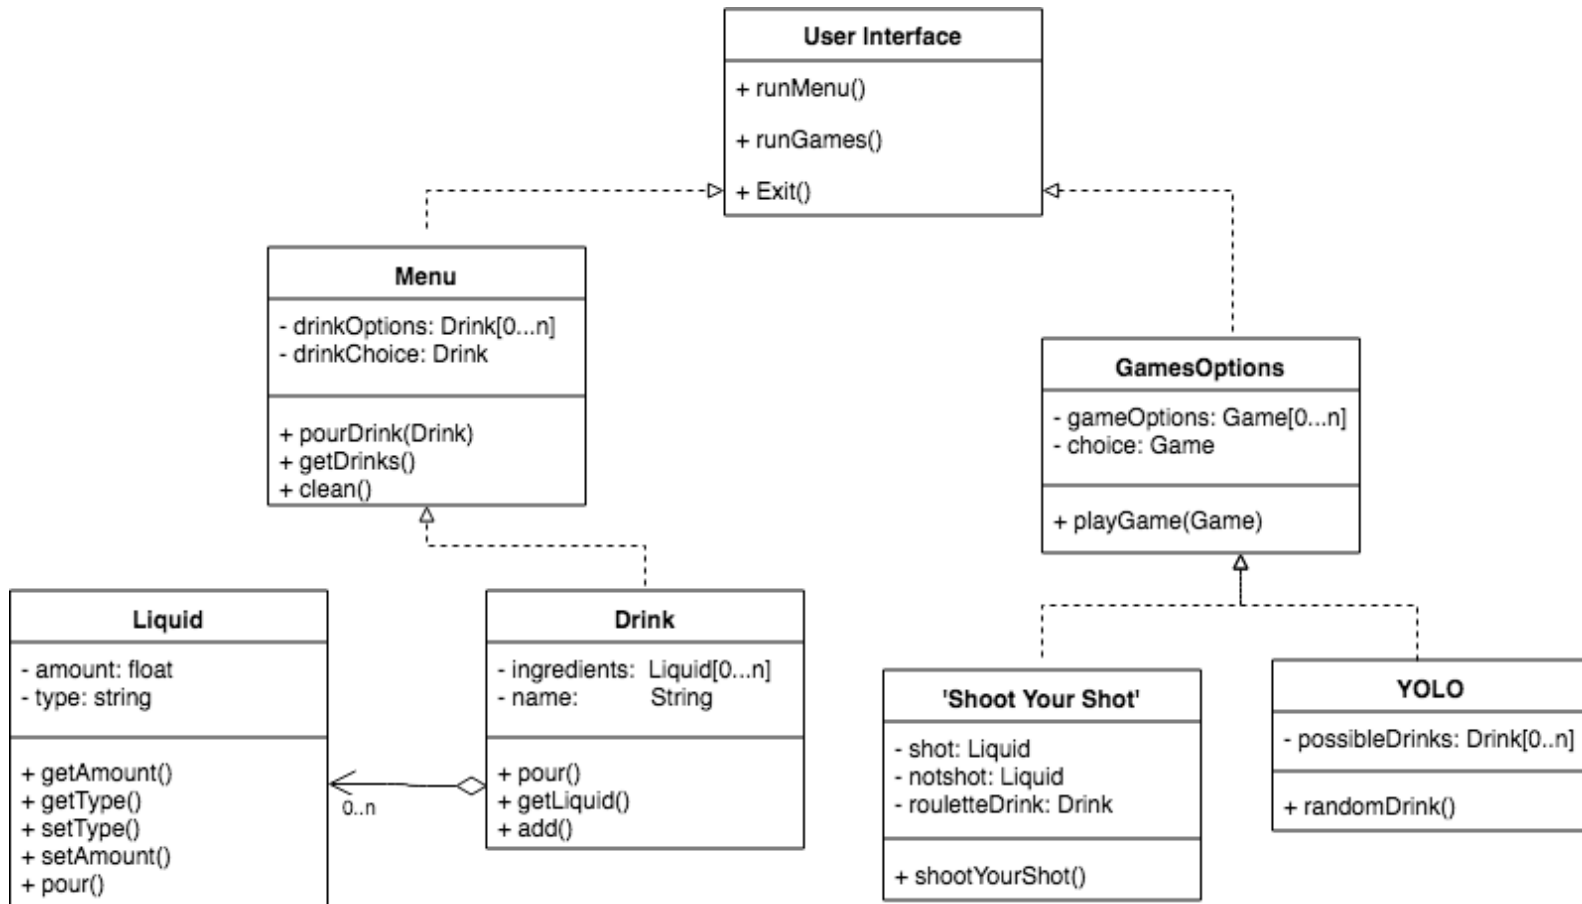 User Interface
+ runMenu()
+ runGames()
+ Exit()
Menu
- drinkOptions: Drink[0...n]
- drinkChoice: Drink
+ pourDrink(Drink)
+ getDrinks()
+ clean()
GamesOptions
- gameOptions: Game[0...n]
- choice: Game
+ playGame(Game)
Liquid
- amount: float
- type: string
+ getAmount()
+ getType()
+ setType()
+ setAmount()
+ pour()
0..n
Drink
- ingredients: Liquid[0...n]
- name: String
+ pour()
+ getLiquid()
+ add()
'Shoot Your Shot'
- shot: Liquid
- notshot: Liquid
- rouletteDrink: Drink
+ shootYourShot()
YOLO
- possibleDrinks: Drink[0..n]
+ randomDrink()